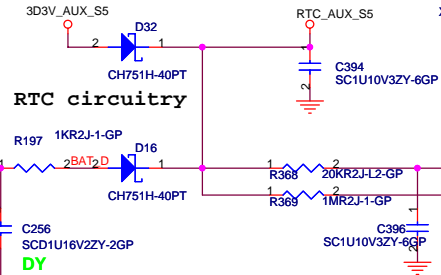 3D3V_AUX_S5
RTC_AUX_S5
D32
2
1
CH751H-40PT
1
C394
SC1U10V3ZY-6GP
2
RTC circuitry
R197
1KR2J-1-GP
D16
1
2
BAT_D
2
1
CH751H-40PT
1
2
R368
20KR2J-L2-GP
1
2
R369
1MR2J-1-GP
C256
SCD1U16V2ZY-2GP
DY
1
C396
SC1U10V3ZY-6GP
2